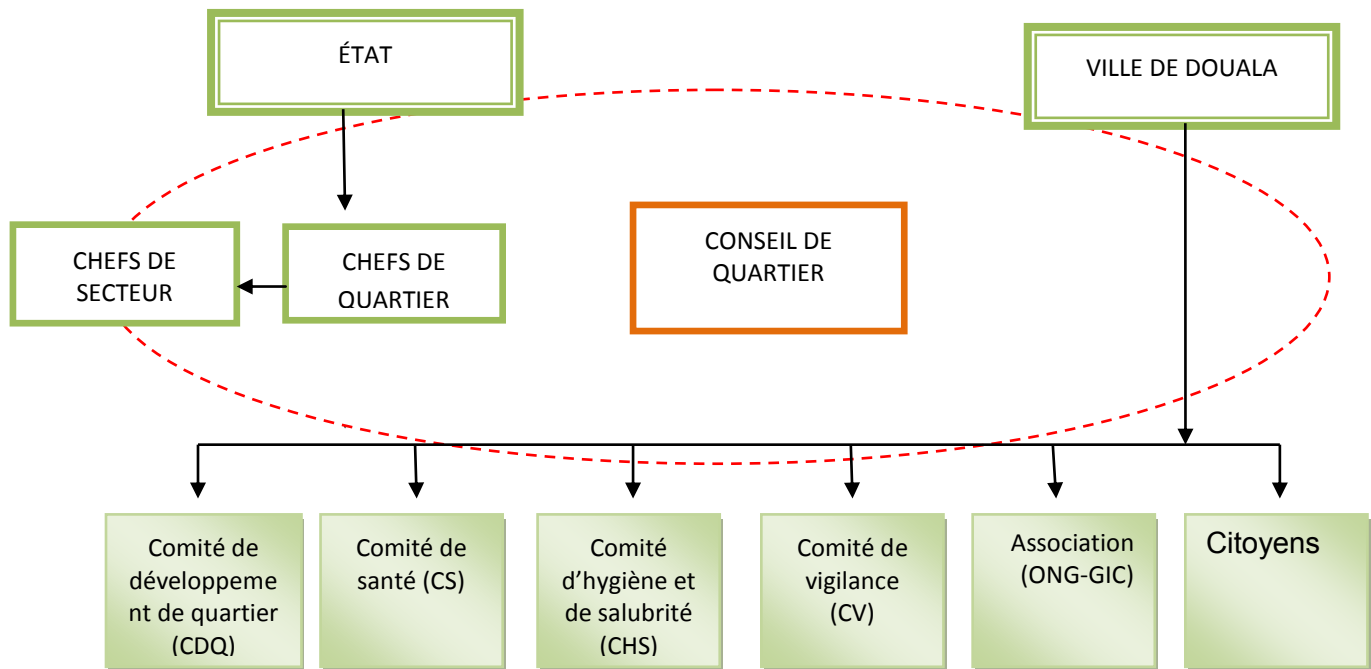 ÉTAT
VILLE DE DOUALA
CHEFS DE
SECTEUR
CHEFS DE
QUARTIER
CONSEIL DE
QUARTIER
Comité de
développeme
nt de quartier
(CDQ)
Comité de
santé (CS)
Comité
d’hygiène et
de salubrité
(CHS)
Comité de
vigilance
(CV)
Association
(ONG-GIC)
Citoyens